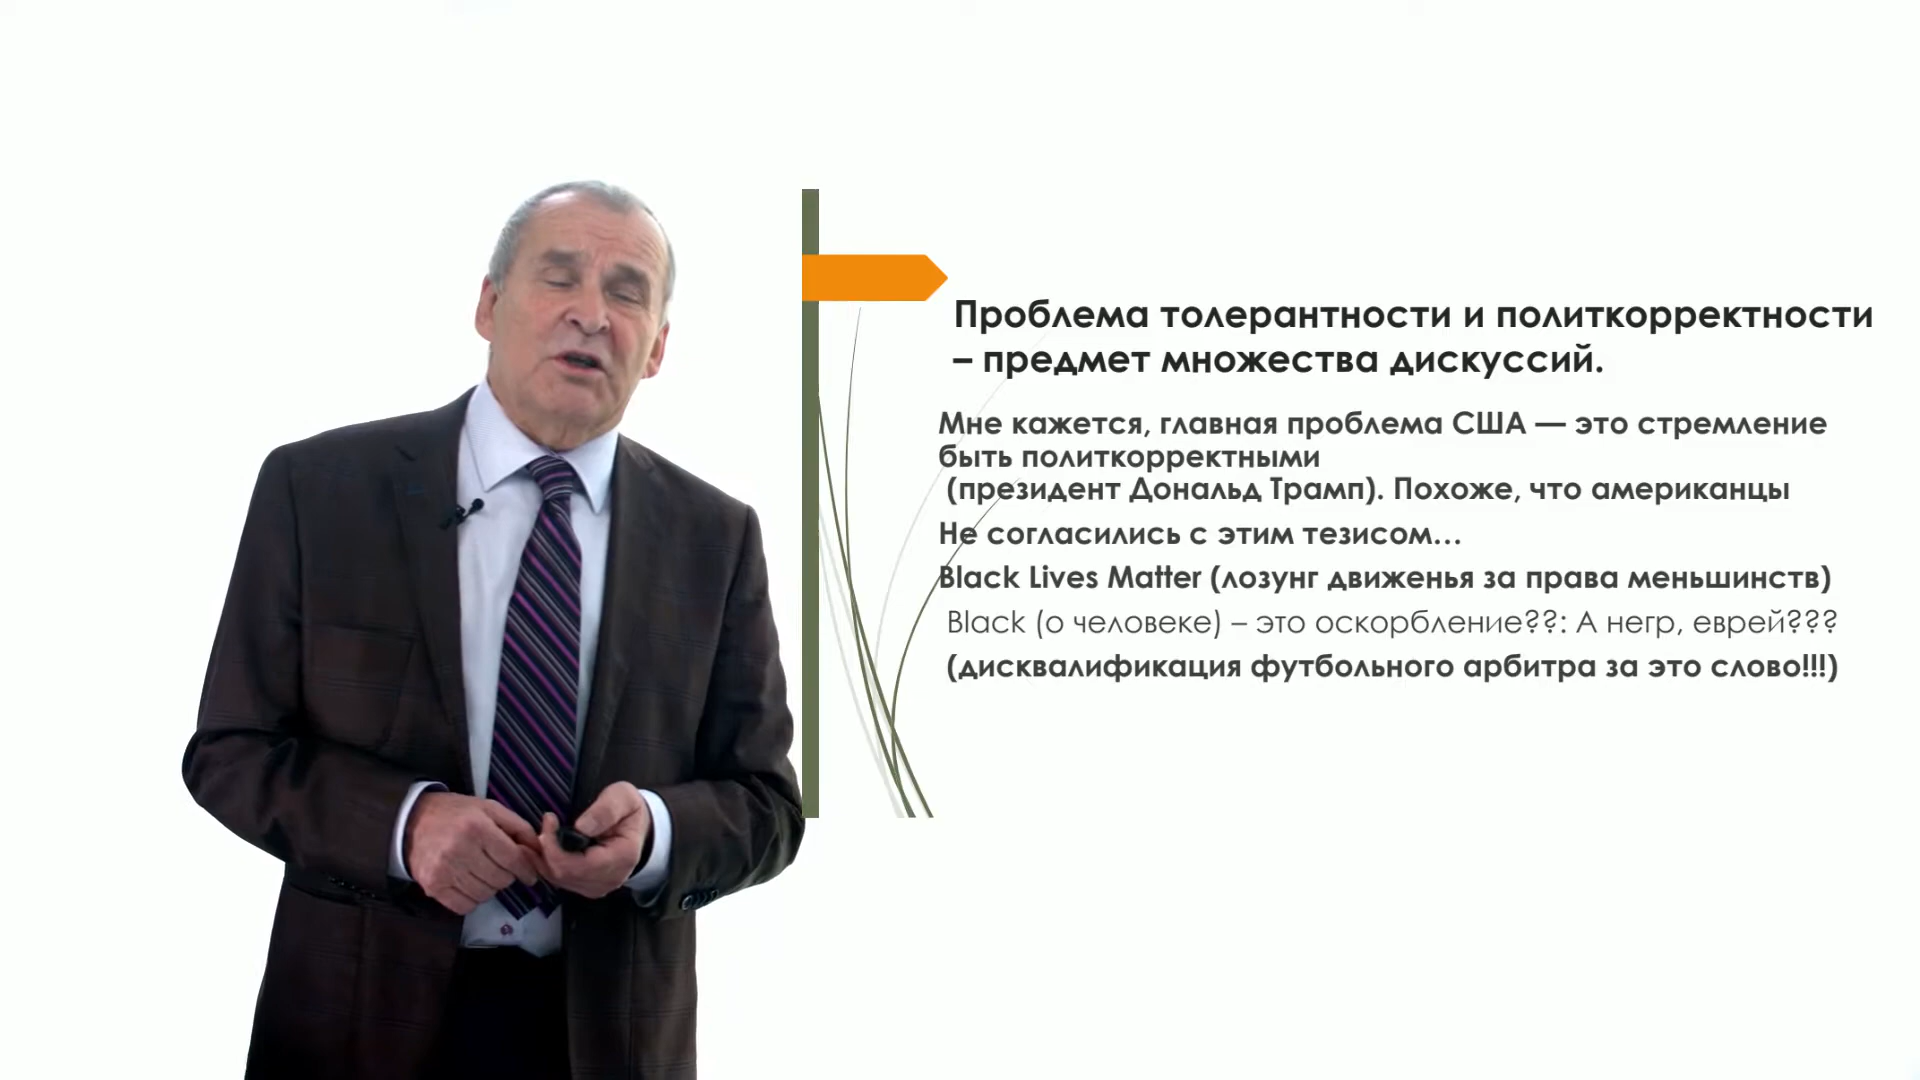 Проблема толерантности и политкорректности
– предмет множества дискуссий.
Мне кажется, главная проблема США — это стремление
быть политкорректными
(президент Дональд Трамп). Похоже, что американцы
Не согласились с этим тезисом…
Black Lives Matter (лозунг движенья за права меньшинств)
Black (о человеке) – это оскорбление??: А негр, еврей???
(дисквалификация футбольного арбитра за это слово!!!)